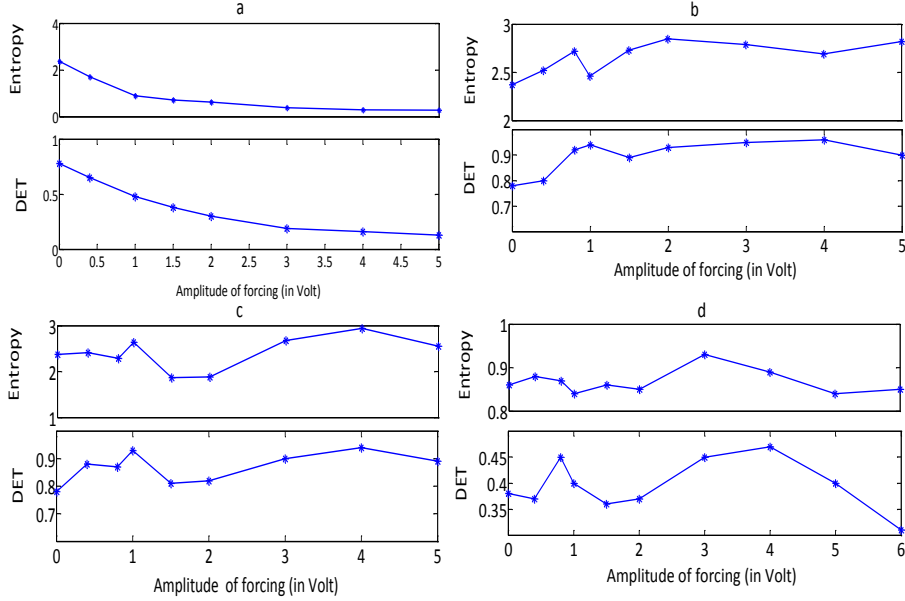 a
Entropy
4
2
0
DET
1
0.5
0
0 0.5 1 1.5 2 2.5 3 3.5 4 4.5 5
Amplitude of forcing (in Volt)
b
Entropy
3
2.5
2
DET
0.9
0.8
0.7
0 1 2 3 4 5
Amplitude of forcing (in Volt)
c
Entropy
3
2
1
DET
0.9
0.8
0.7
0 1 2 3 4 5
Amplitude of forcing (in Volt)
d
Entropy
1
0.9
0.8
DET
0.45
0.4
0.35
0 1 2 3 4 5 6
Amplitude of forcing (in Volt)